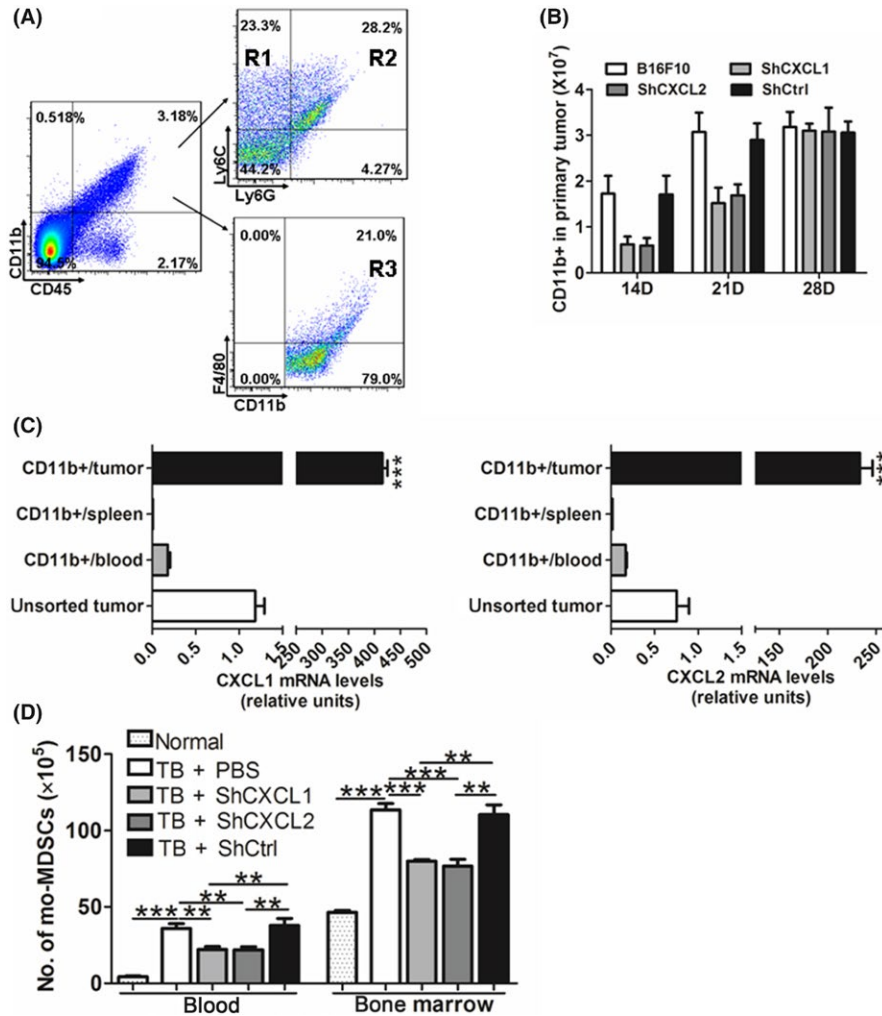 (A)
23.3%
28.2%
R1
R2
Ly6C
44.2%
4.27%
Ly6G
0.518%
3.18%
CD11b
94.5%
2.17%
CD45
0.00%
21.0%
R3
F4/80
0.00%
79.0%
CD11b
(B)
CD11b+ in primary tumor (X10⁷)
B16F10
ShCXCL1
ShCXCL2
ShCtrl
4
3
2
1
0
14D
21D
28D
(C)
CD11b+/tumor
CD11b+/spleen
CD11b+/blood
Unsorted tumor
***
0.0
0.5
1.0
1.5
250
300
350
400
450
500
CXCL1 mRNA levels
(relative units)
CD11b+/tumor
CD11b+/spleen
CD11b+/blood
Unsorted tumor
***
0.0
0.5
1.0
1.5
150
200
250
CXCL2 mRNA levels
(relative units)
(D)
No. of mo-MDSCs (×10⁵)
150
100
50
0
Normal
TB + PBS
TB + ShCXCL1
TB + ShCXCL2
TB + ShCtrl
**
**
*** ** **
**
***
*** *** **
Blood
Bone marrow